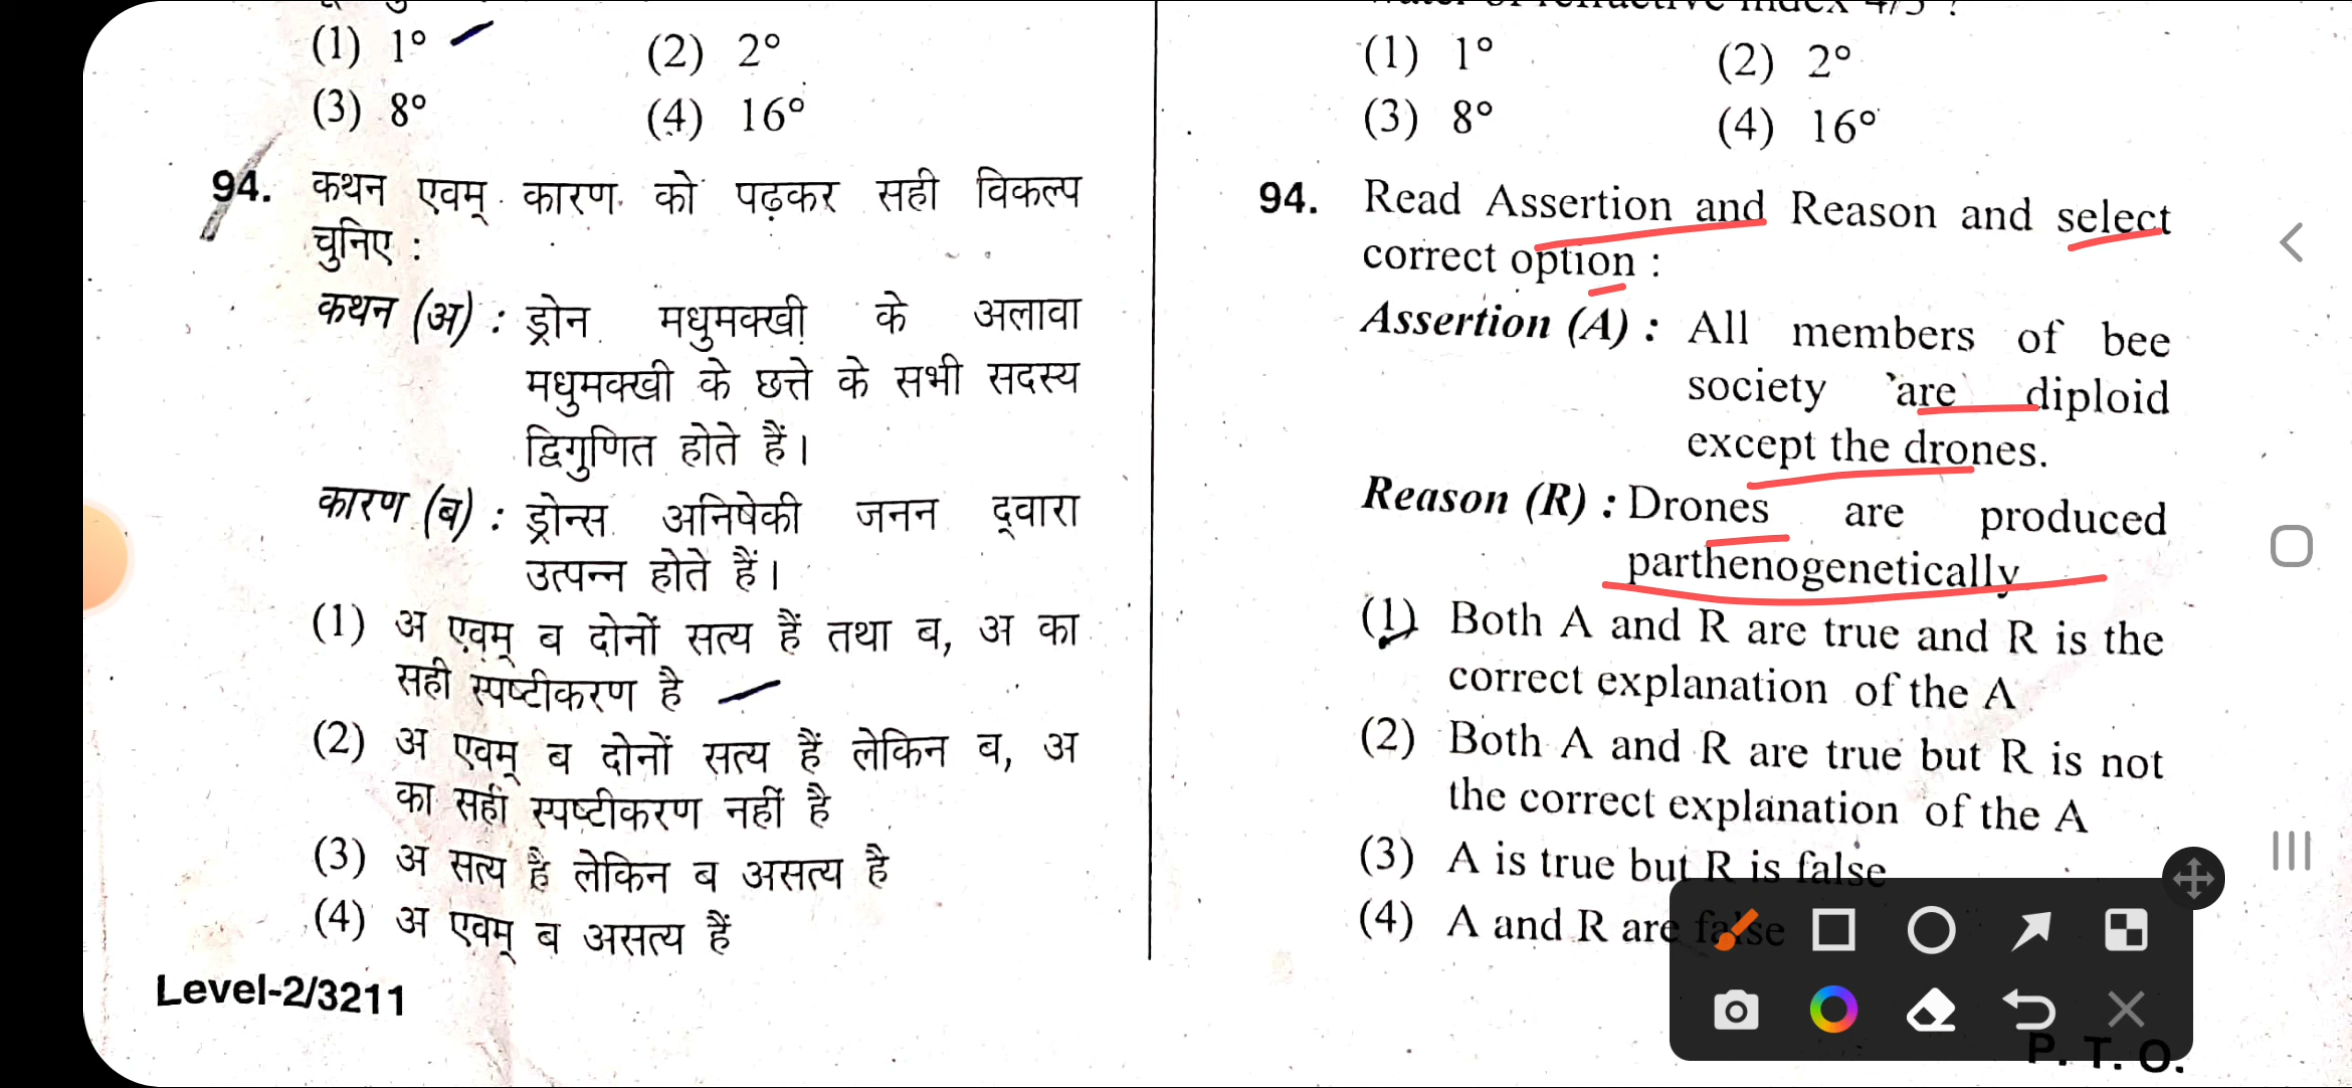 (1) 1° (2) 2°
(3) 8° (4) 16°
94. कथन एवम् कारण को पढ़कर सही विकल्प
चुनिए :
कथन (अ) : ड्रोन मधुमक्खी के अलावा
मधुमक्खी के छत्ते के सभी सदस्य
द्विगुणित होते हैं।
कारण (ब) : ड्रोन्स अनिषेकी जनन द्वारा
उत्पन्न होते हैं।
(1) अ एवम् ब दोनों सत्य हैं तथा ब, अ का
सही स्पष्टीकरण है
(2) अ एवम् ब दोनों सत्य हैं लेकिन ब, अ
का सही स्पष्टीकरण नहीं है
(3) अ सत्य है लेकिन ब असत्य है
(4) अ एवम् ब असत्य हैं
Level-2/3211
(1) 1° (2) 2°
(3) 8° (4) 16°
94. Read Assertion and Reason and select
correct option :
Assertion (A) : All members of bee
society are diploid
except the drones.
Reason (R) : Drones are produced
parthenogenetically
(1) Both A and R are true and R is the
correct explanation of the A
(2) Both A and R are true but R is not
the correct explanation of the A
(3) A is true but R is false
(4) A and R are false
P. T. O.